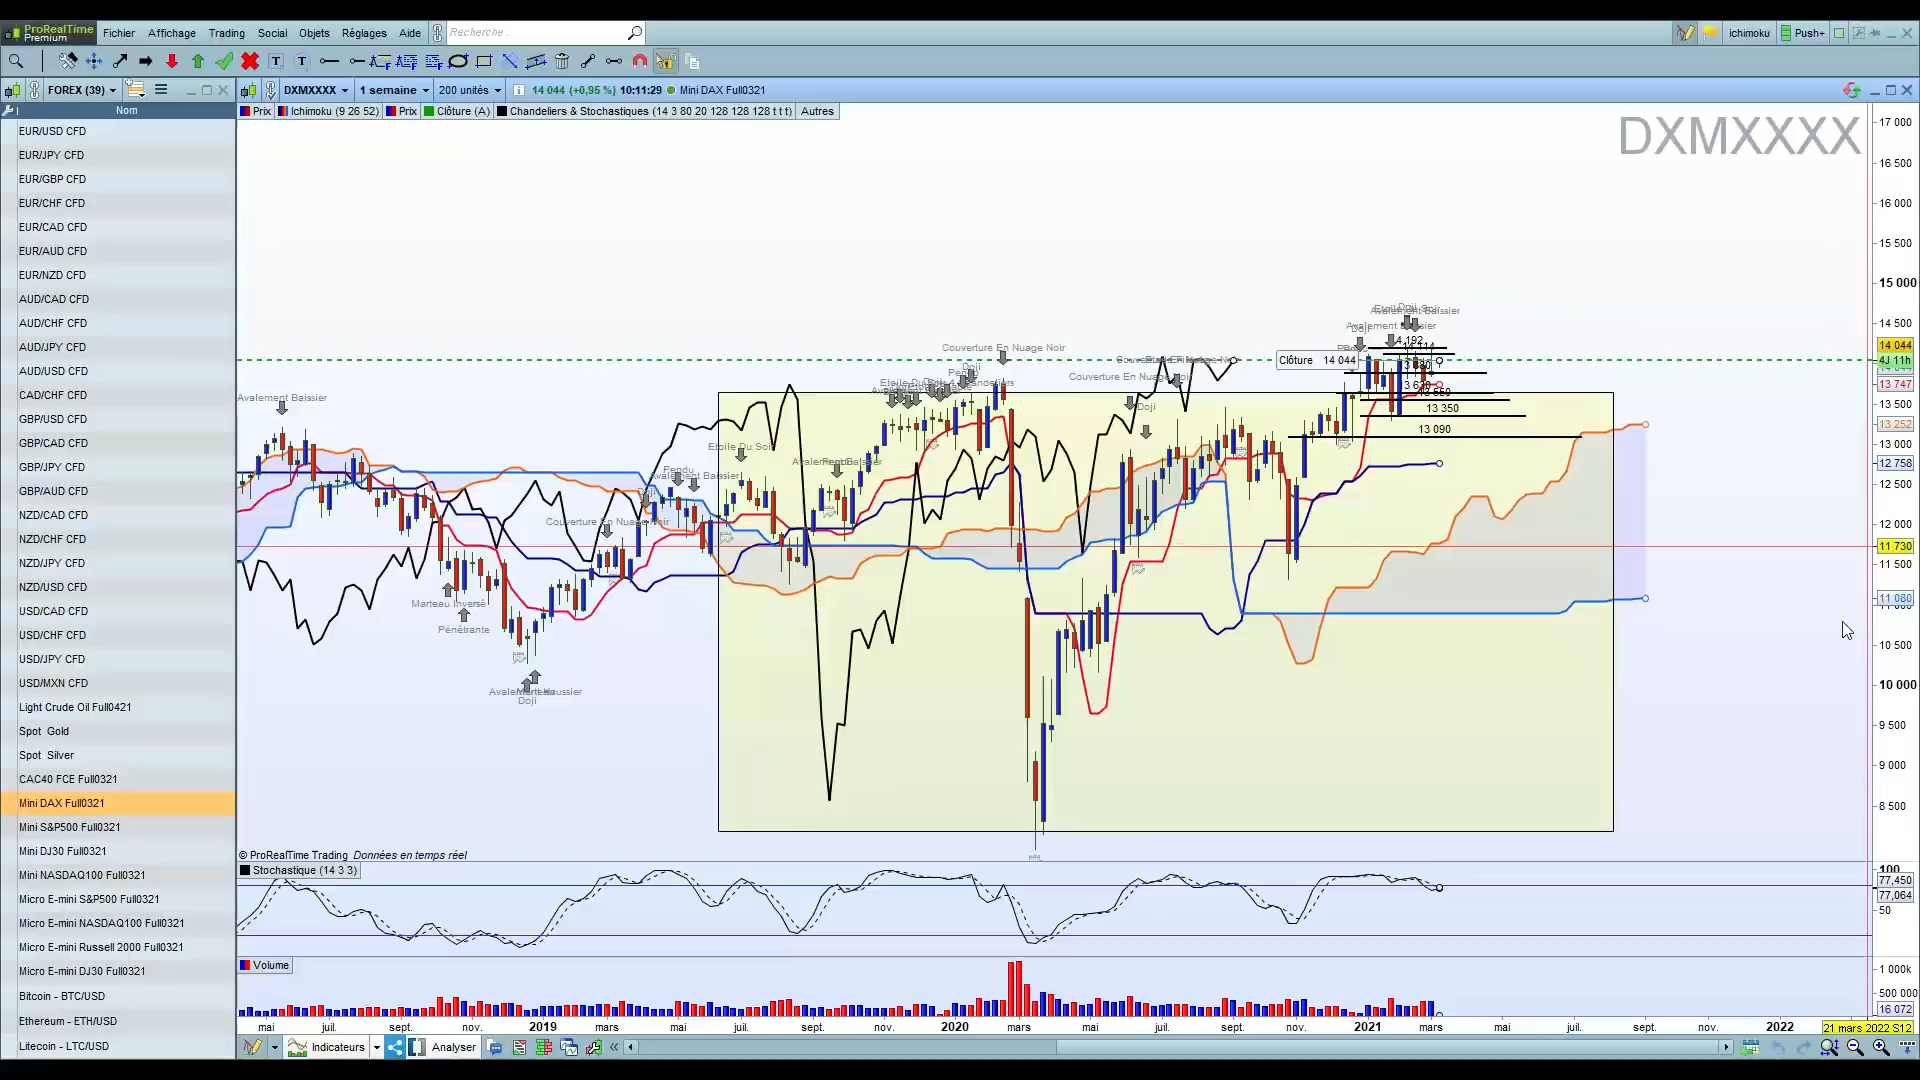 ProRealTime
Premium
Fichier Affichage Trading Social Objets Réglages Aide Recherche... ichimoku Push+
FOREX (39) DXMXXXX 1 semaine 200 unités 14 044 (+0,95 %) 10:11:29 Mini DAX Full0321
Nom
Prix Ichimoku (9 26 52) Prix Clôture (A) Chandeliers & Stochastiques (14 3 80 20 128 128 128 t t t) Autres
DXMXXXX
EUR/USD CFD
EUR/JPY CFD
EUR/GBP CFD
EUR/CHF CFD
EUR/CAD CFD
EUR/AUD CFD
EUR/NZD CFD
AUD/CAD CFD
AUD/CHF CFD
AUD/JPY CFD
AUD/USD CFD
CAD/CHF CFD
GBP/USD CFD
GBP/CAD CFD
GBP/JPY CFD
GBP/AUD CFD
NZD/CAD CFD
NZD/CHF CFD
NZD/JPY CFD
NZD/USD CFD
USD/CAD CFD
USD/CHF CFD
USD/JPY CFD
USD/MXN CFD
Light Crude Oil Full0421
Spot Gold
Spot Silver
CAC40 FCE Full0321
Mini DAX Full0321
Mini S&P500 Full0321
Mini DJ30 Full0321
Mini NASDAQ100 Full0321
Micro E-mini S&P500 Full0321
Micro E-mini NASDAQ100 Full0321
Micro E-mini Russell 2000 Full0321
Micro E-mini DJ30 Full0321
Bitcoin - BTC/USD
Ethereum - ETH/USD
Litecoin - LTC/USD
Avalement Baissier
Marteau Inversé
Pénétrante
Doji
Couverture En Nuage Noir
Doji
Pendu
Avalement Baissier
Etoile Du Soir
Couverture En Nuage Noir
Doji
Couverture En Nuage Noir
Doji
Doji
Avalement Baissier
Avalement Baissier
Clôture 14 044
13 350
13 090
17 000
16 500
16 000
15 500
15 000
14 500
14 044
4J 11h
13 747
13 500
13 252
13 000
12 758
12 500
12 000
11 730
11 500
11 080
10 500
10 000
9 500
9 000
8 500
© ProRealTime Trading Données en temps réel
Stochastique (14 3 3)
100
77,450
77,064
50
Volume
1 000k
500 000
16 072
mai juil. sept. nov. 2019 mars mai juil. sept. nov. 2020 mars mai juil. sept. nov. 2021 mars mai juil. sept. nov. 2022 21 mars 2022 S12
Indicateurs Analyser